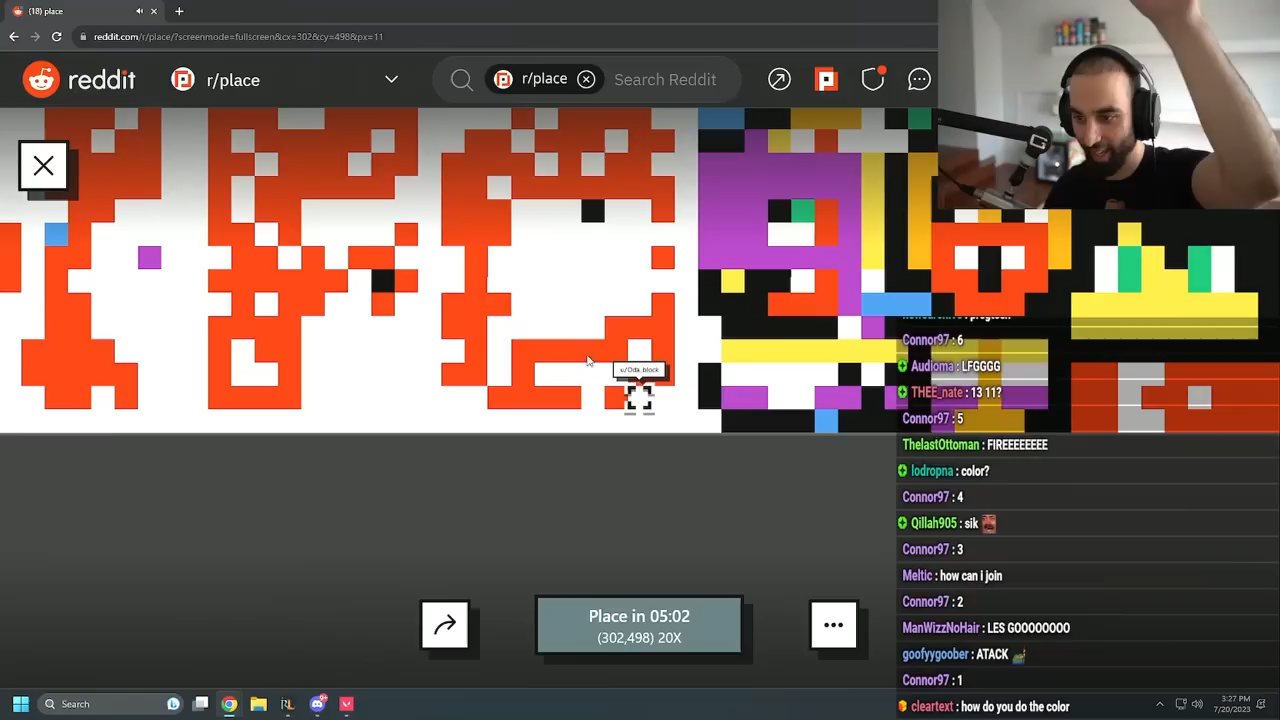 (18) place
reddit.com/r/place/?screenmode=fullscreen&cx=302&cy=498&px=11
reddit
r/place
r/place
Search Reddit
u/Oda_block
Connor97 : 6
Audioma : LFGGGG
THEE_nate : 13 11?
Connor97 : 5
ThelastOttoman : FIREEEEEEE
lodropna : color?
Connor97 : 4
Qillah905 : sik
Connor97 : 3
Meltic : how can i join
Connor97 : 2
ManWizzNoHair : LES GOOOOOOOO
goofyygoober : ATACK
Connor97 : 1
cleartext : how do you do the color
Place in 05:02
(302,498) 20X
Search
3:27 PM
7/20/2023